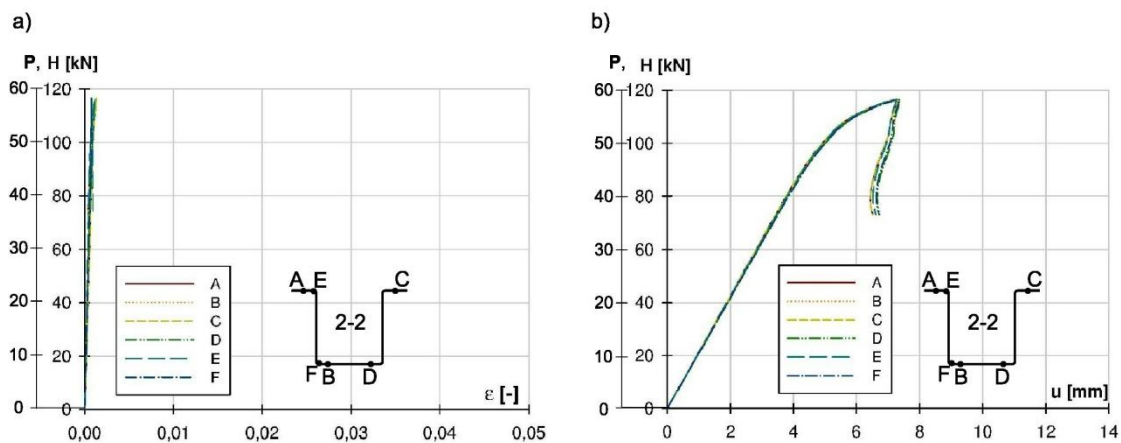 a)
P, H [kN]
60 120
50 100
40 80
30 60
20 40
10 20
0 0
0,00 0,01 0,02 0,03 0,04 0,05
ε [-]
A
B
C
D
E
F
A E C
2-2
F B D
b)
P, H [kN]
60 120
50 100
40 80
30 60
20 40
10 20
0 0
0 2 4 6 8 10 12 14
u [mm]
A
B
C
D
E
F
A E C
2-2
F B D